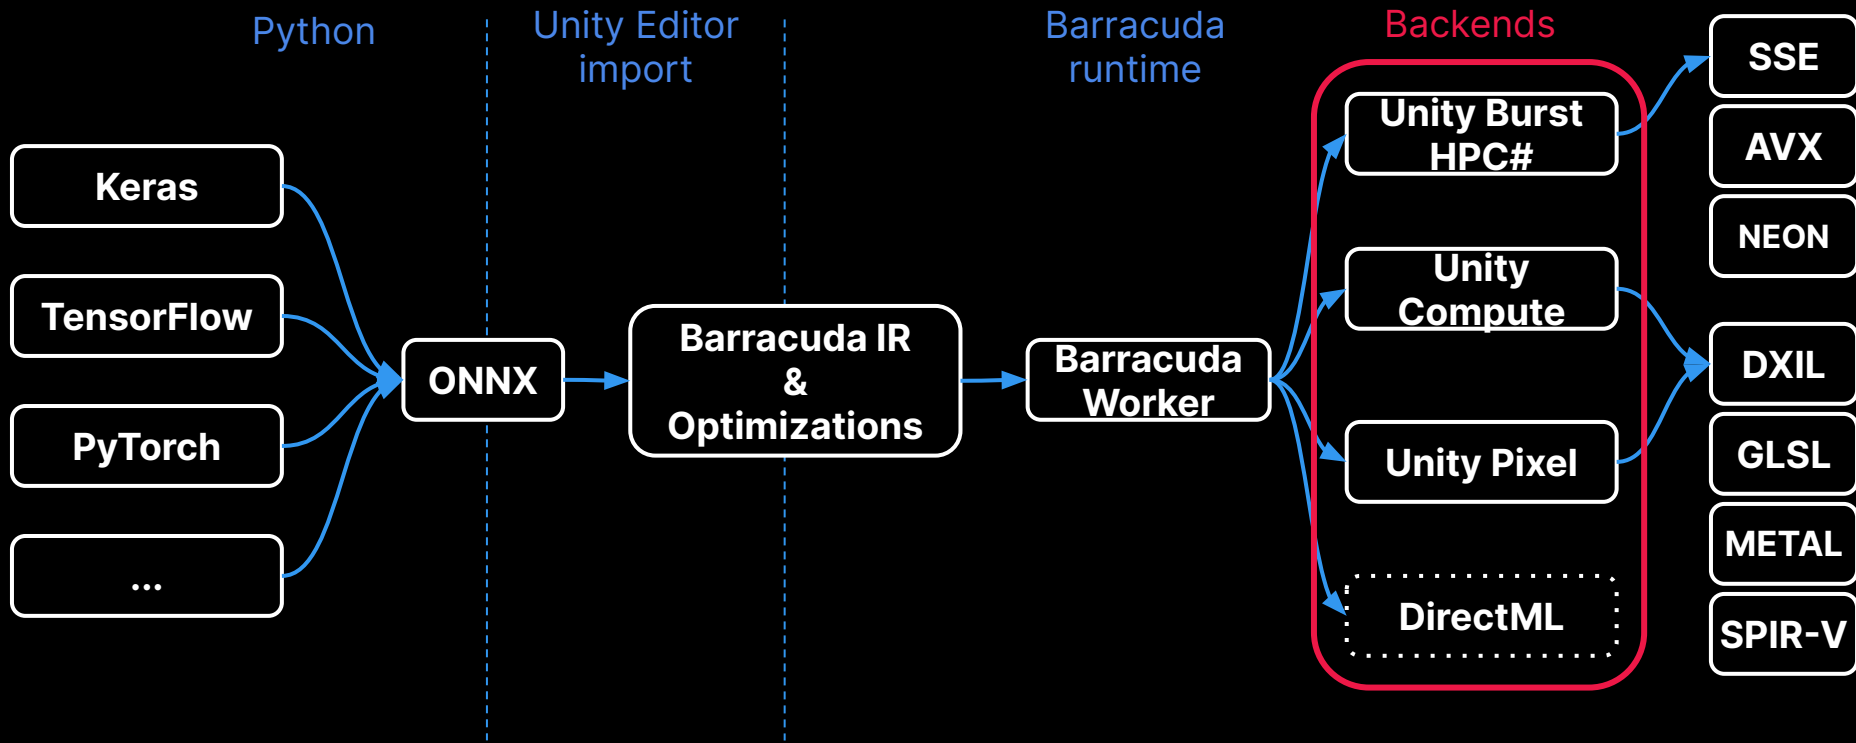 Python
Unity Editor
import
Barracuda
runtime
Backends
Keras
TensorFlow
PyTorch
...
ONNX
Barracuda IR
&
Optimizations
Barracuda
Worker
Unity Burst
HPC#
Unity
Compute
Unity Pixel
DirectML
SSE
AVX
NEON
DXIL
GLSL
METAL
SPIR-V